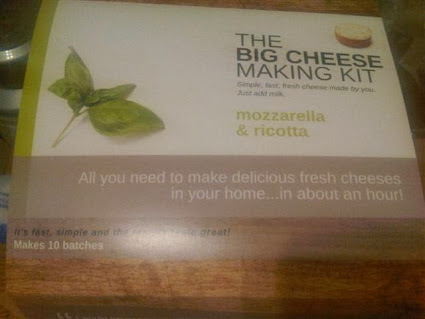 THE
BIG CHEESE
MAKING KIT
Simple, fast, fresh cheese made by you.
Just add milk.
mozzarella
& ricotta
All you need to make delicious fresh cheeses
in your home...in about an hour!
It's fast, simple and the great!
Makes 10 batches